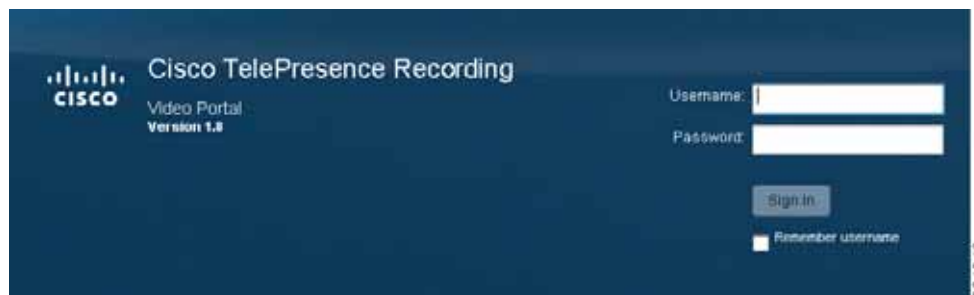 CISCO
Cisco TelePresence Recording
Video Portal
Version 1.8
Username:
Password:
Sign In
Remember username